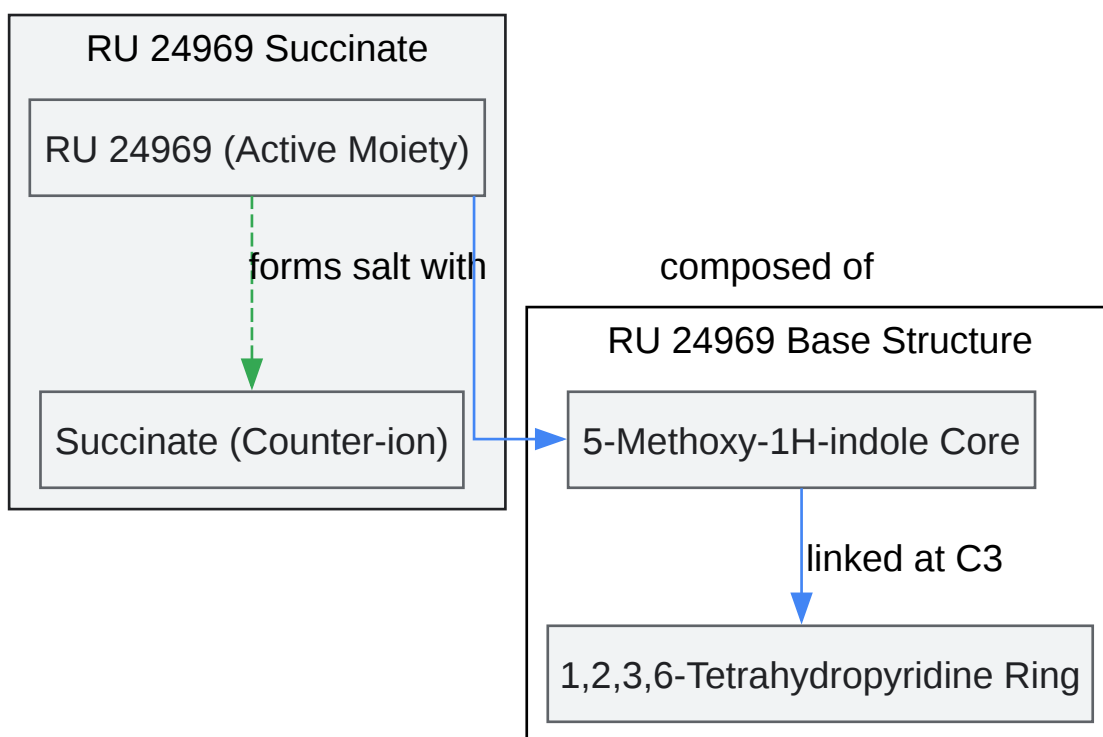 RU 24969 Succinate
RU 24969 (Active Moiety)
forms salt with
composed of
Succinate (Counter-ion)
RU 24969 Base Structure
5-Methoxy-1H-indole Core
linked at C3
1,2,3,6-Tetrahydropyridine Ring